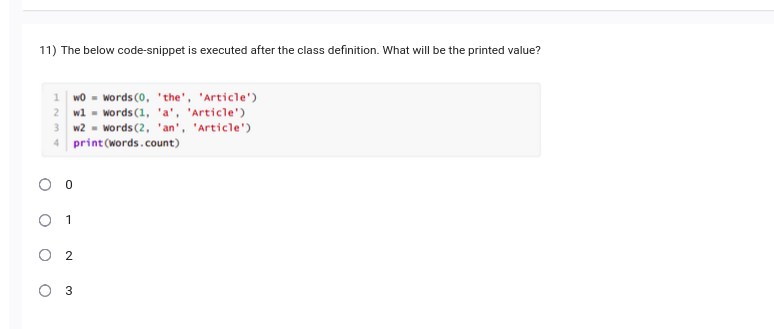 11) The below code-snippet is executed after the class definition. What will be the printed value?
1 w0 = Words(0, 'the', 'Article')
2 w1 = Words(1, 'a', 'Article')
3 w2 = Words(2, 'an', 'Article')
4 print(Words.count)
0
1
2
3